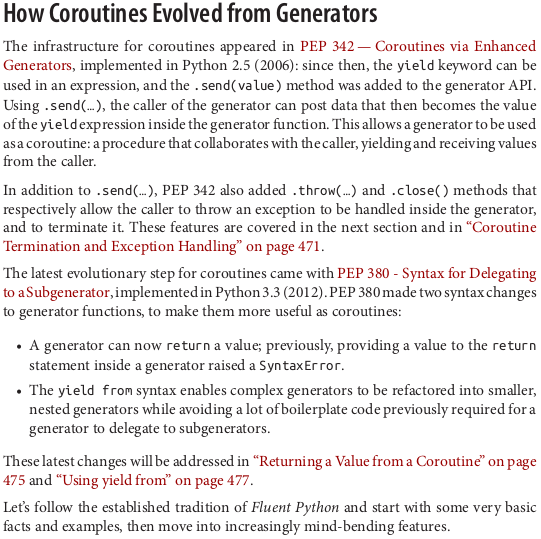 How Coroutines Evolved from Generators
The infrastructure for coroutines appeared in PEP 342 — Coroutines via Enhanced
Generators, implemented in Python 2.5 (2006): since then, the yield keyword can be
used in an expression, and the .send(value) method was added to the generator API.
Using .send(…), the caller of the generator can post data that then becomes the value
of the yield expression inside the generator function. This allows a generator to be used
as a coroutine: a procedure that collaborates with the caller, yielding and receiving values
from the caller.
In addition to .send(…), PEP 342 also added .throw(…) and .close() methods that
respectively allow the caller to throw an exception to be handled inside the generator,
and to terminate it. These features are covered in the next section and in “Coroutine
Termination and Exception Handling” on page 471.
The latest evolutionary step for coroutines came with PEP 380 - Syntax for Delegating
to a Subgenerator, implemented in Python 3.3 (2012). PEP 380 made two syntax changes
to generator functions, to make them more useful as coroutines:
• A generator can now return a value; previously, providing a value to the return
statement inside a generator raised a SyntaxError.
• The yield from syntax enables complex generators to be refactored into smaller,
nested generators while avoiding a lot of boilerplate code previously required for a
generator to delegate to subgenerators.
These latest changes will be addressed in “Returning a Value from a Coroutine” on page
475 and “Using yield from” on page 477.
Let’s follow the established tradition of Fluent Python and start with some very basic
facts and examples, then move into increasingly mind-bending features.